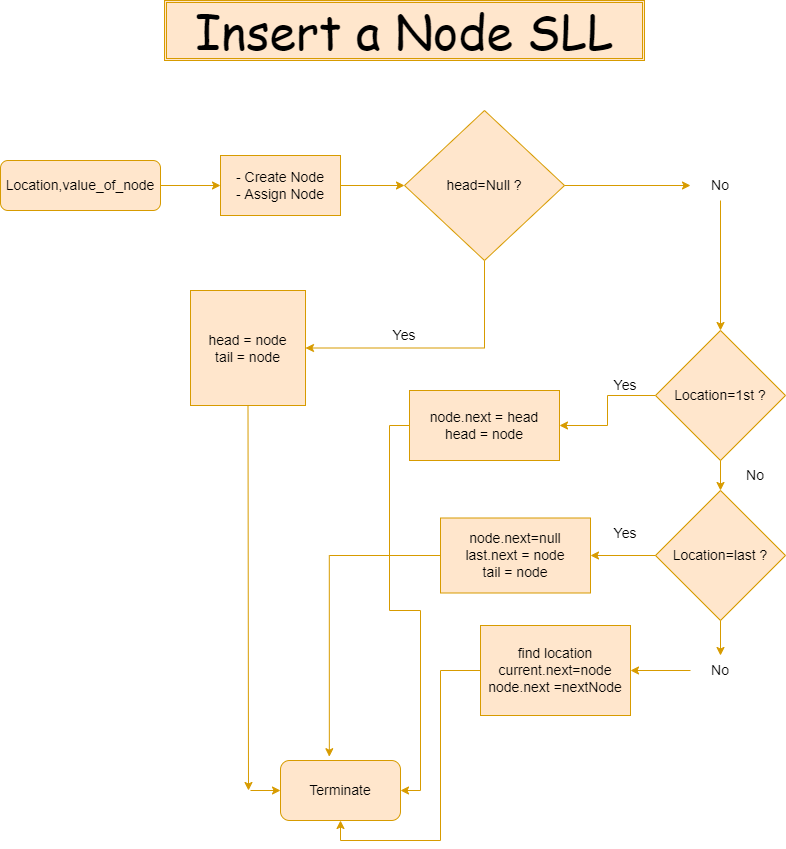 Insert a Node SLL
Location,value_of_node
- Create Node
- Assign Node
head=Null ?
No
Yes
head = node
tail = node
Location=1st ?
Yes
node.next = head
head = node
No
Location=last ?
Yes
node.next=null
last.next = node
tail = node
No
find location
current.next=node
node.next =nextNode
Terminate